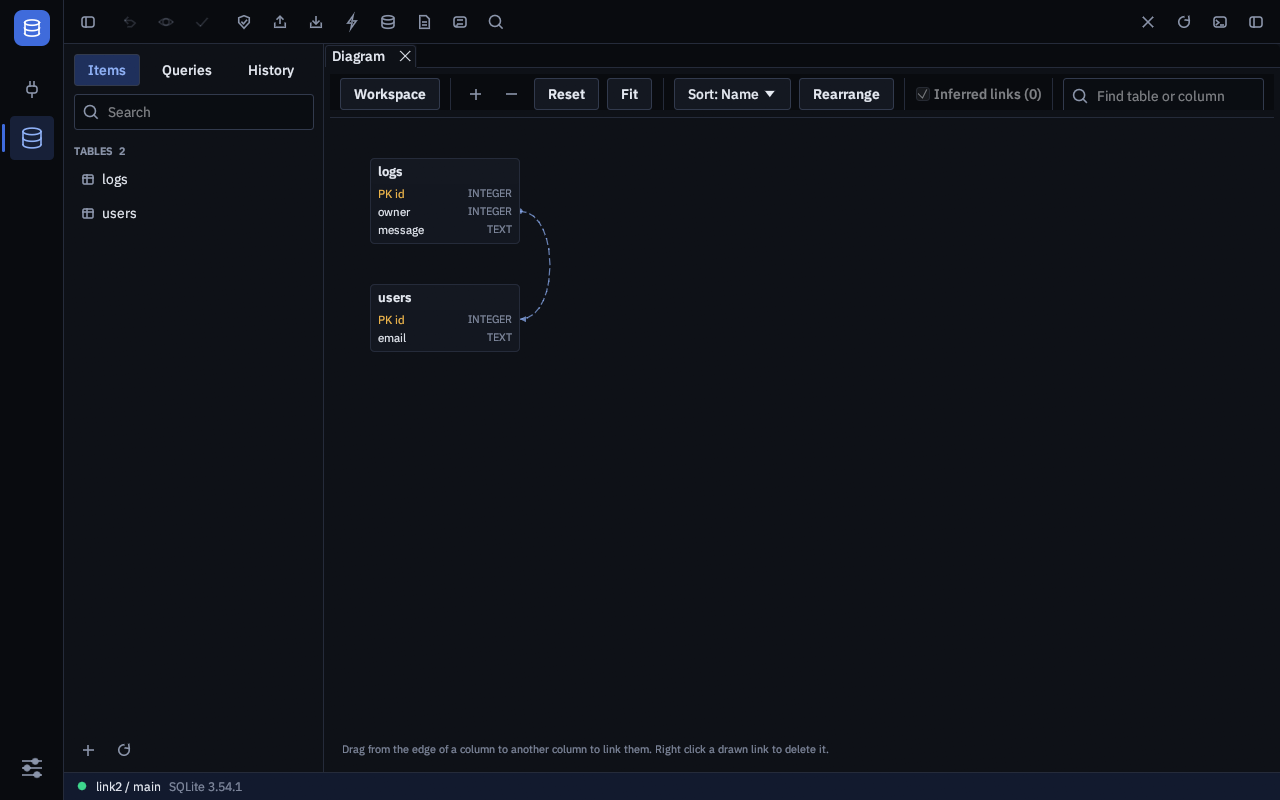 Diagram
Items Queries History
Workspace Reset Fit Sort: Name Rearrange Inferred links (0) Find table or column
Search
TABLES 2
logs
users
logs
PK id INTEGER
owner INTEGER
message TEXT
users
PK id INTEGER
email TEXT
Drag from the edge of a column to another column to link them. Right click a drawn link to delete it.
link2 / main SQLite 3.54.1